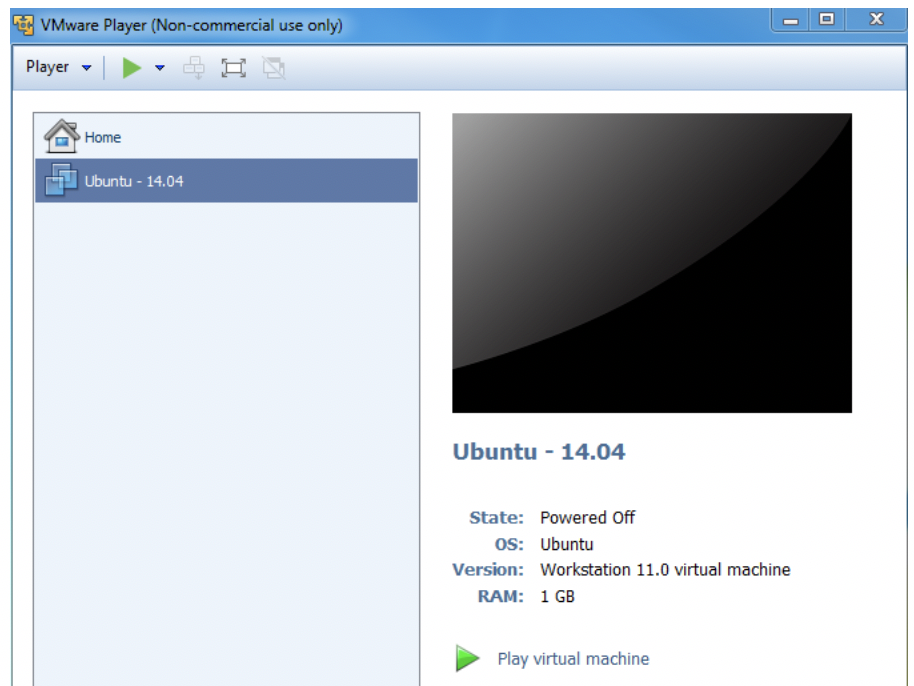 VMware Player (Non-commercial use only)
Player
Home
Ubuntu - 14.04
Ubuntu - 14.04
State: Powered Off
OS: Ubuntu
Version: Workstation 11.0 virtual machine
RAM: 1 GB
Play virtual machine